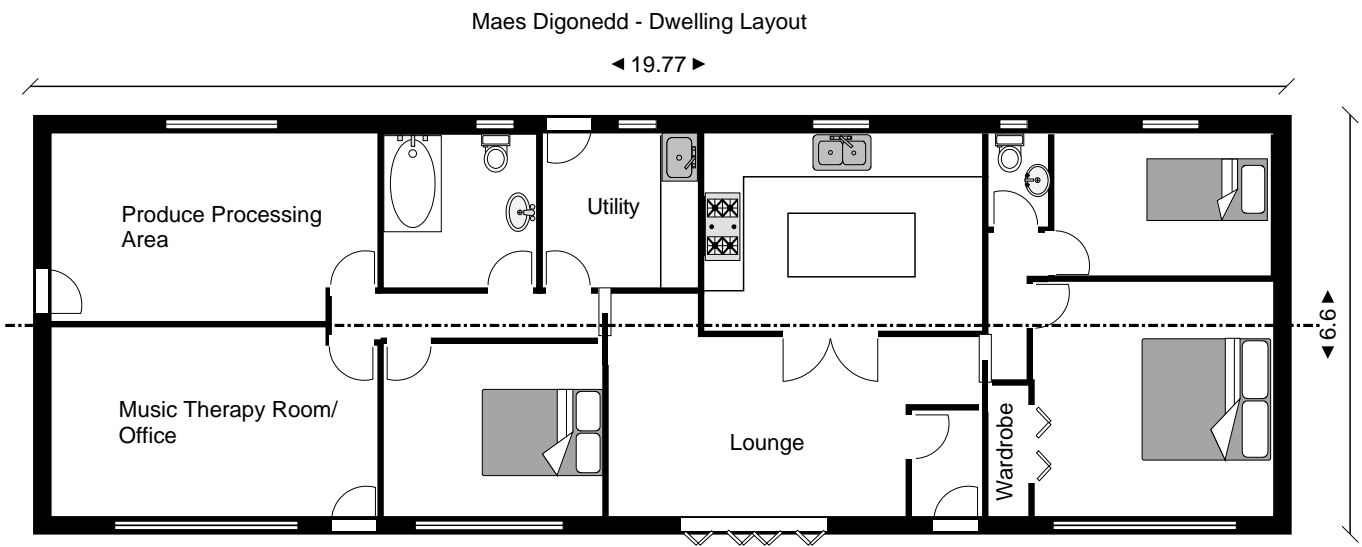 Maes Digonedd - Dwelling Layout
19.77
Produce Processing
Area
Utility
6.6
Music Therapy Room/
Office
Lounge
Wardrobe